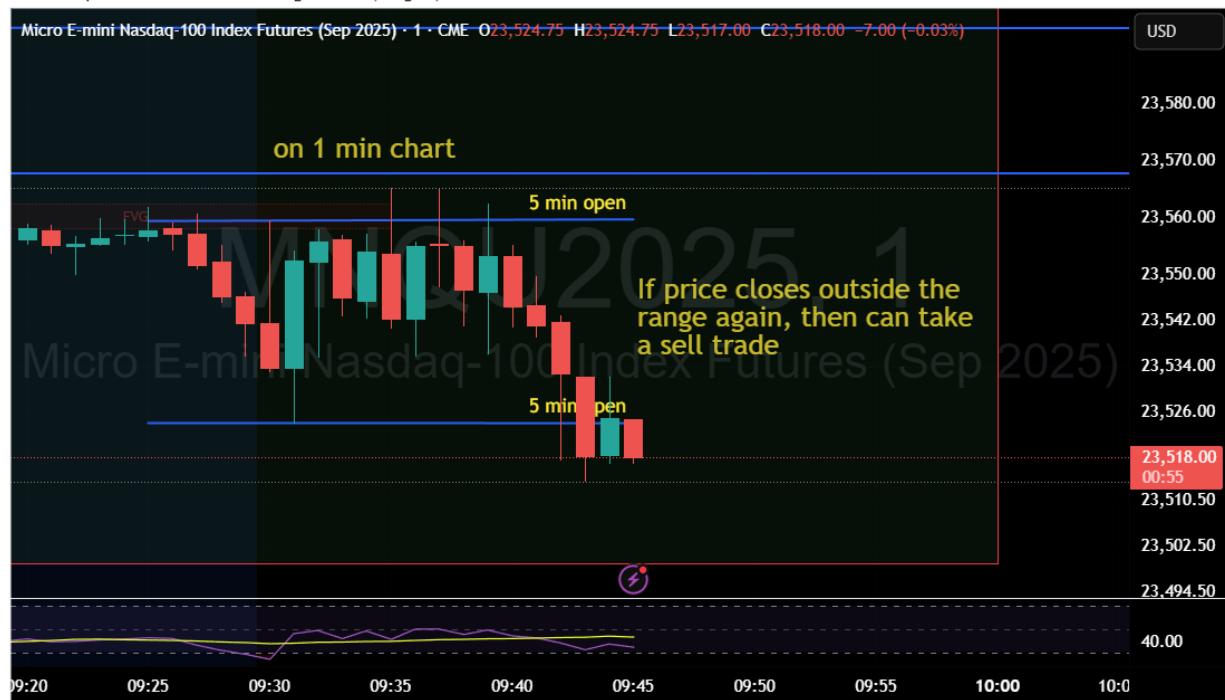 Micro E-mini Nasdaq-100 Index Futures (Sep 2025) · 1 · CME O23,524.75 H23,524.75 L23,517.00 C23,518.00 −7.00 (−0.03%)
USD
23,580.00
on 1 min chart
23,570.00
5 min open
FVG
23,560.00
MNQU2025, 1
23,550.00
If price closes outside the
range again, then can take
a sell trade
23,542.00
Micro E-mini Nasdaq-100 Index Futures (Sep 2025)
23,534.00
5 min open
23,526.00
23,518.00
00:55
23,510.50
23,502.50
23,494.50
40.00
09:20 09:25 09:30 09:35 09:40 09:45 09:50 09:55 10:00